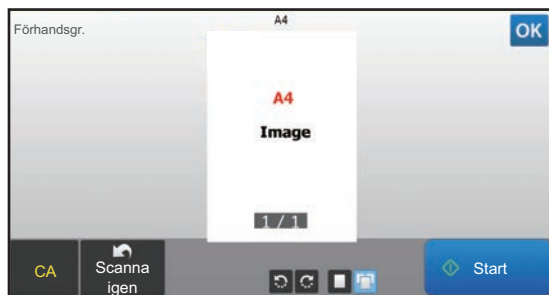 Förhandsgr.
A4
OK
A4
Image
1 / 1
CA
Scanna
igen
Start